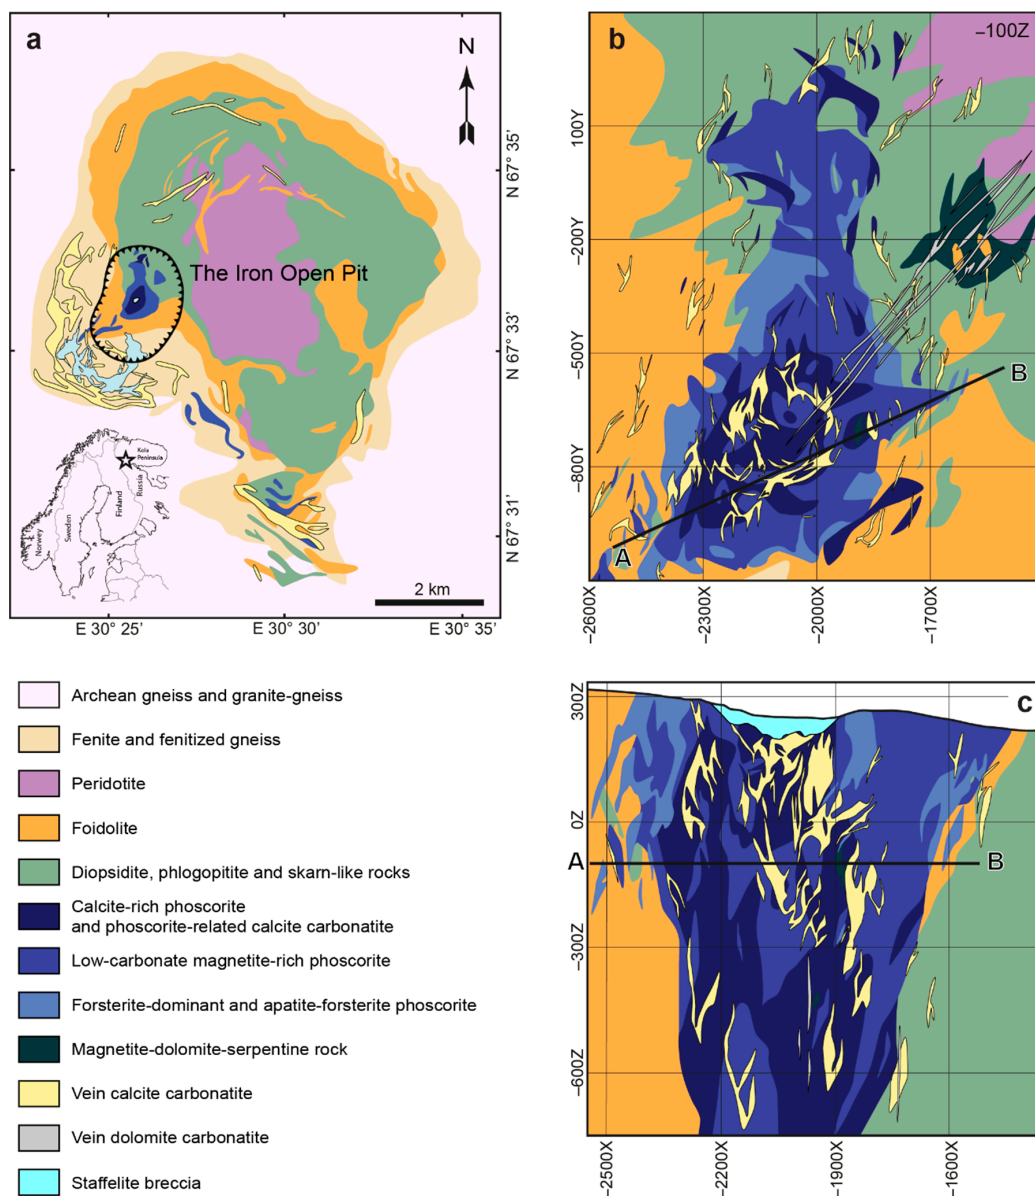 a
N
The Iron Open Pit
N 67° 35'
N 67° 33'
N 67° 31'
Kola
Peninsula
Russia
Finland
Sweden
Norwey
2 km
E 30° 25'
E 30° 30'
E 30° 35'
b
−100Z
100Y
−200Y
−500Y
−800Y
A
B
−2600X
−2300X
−2000X
−1700X
Archean gneiss and granite-gneiss
Fenite and fenitized gneiss
Peridotite
Foidolite
Diopsidite, phlogopitite and skarn-like rocks
Calcite-rich phoscorite
and phoscorite-related calcite carbonatite
Low-carbonate magnetite-rich phoscorite
Forsterite-dominant and apatite-forsterite phoscorite
Magnetite-dolomite-serpentine rock
Vein calcite carbonatite
Vein dolomite carbonatite
Staffelite breccia
c
300Z
0Z
−300Z
−600Z
A
B
−2500X
−2200X
−1900X
−1600X